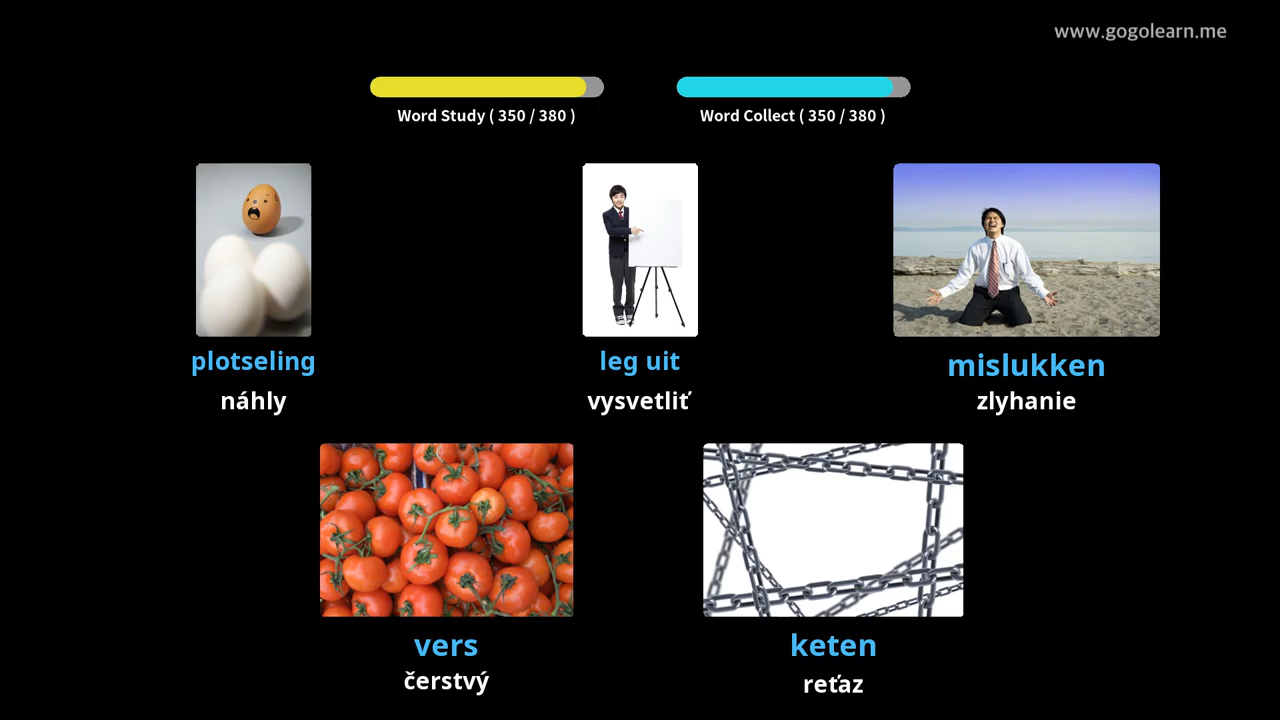 www.gogolearn.me
Word Study ( 350 / 380 )
Word Collect ( 350 / 380 )
plotseling
náhly
leg uit
vysvetliť
mislukken
zlyhanie
vers
čerstvý
keten
reťaz